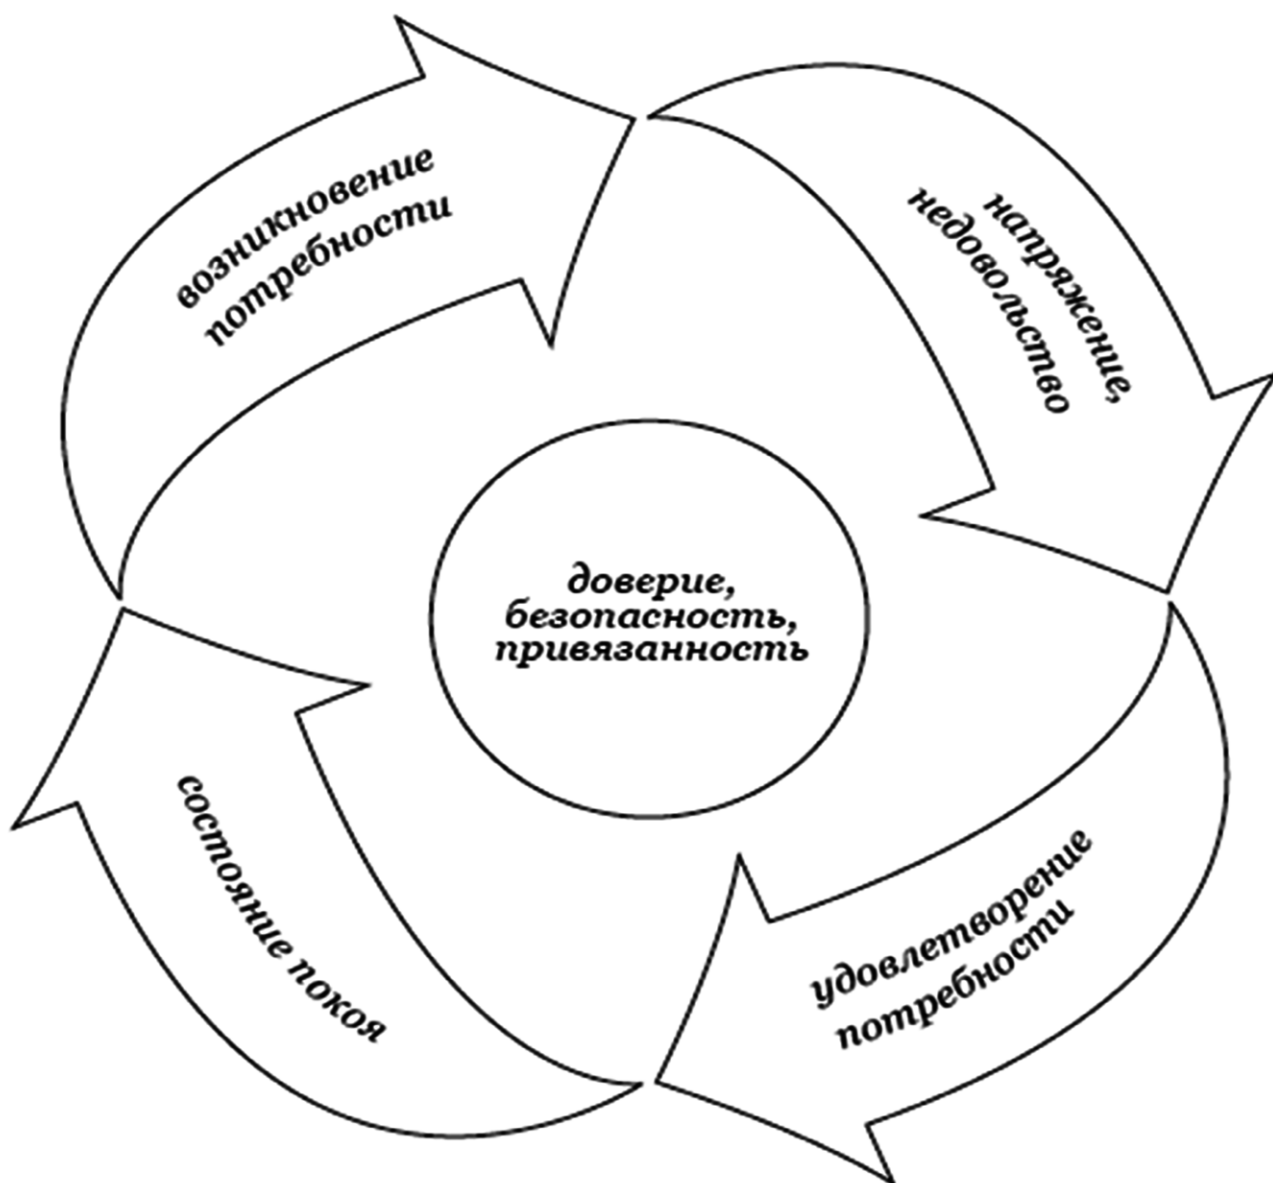 возникновение
потребности
напряжение,
недовольство
доверие,
безопасность,
привязанность
удовлетворение
потребности
состояние покоя